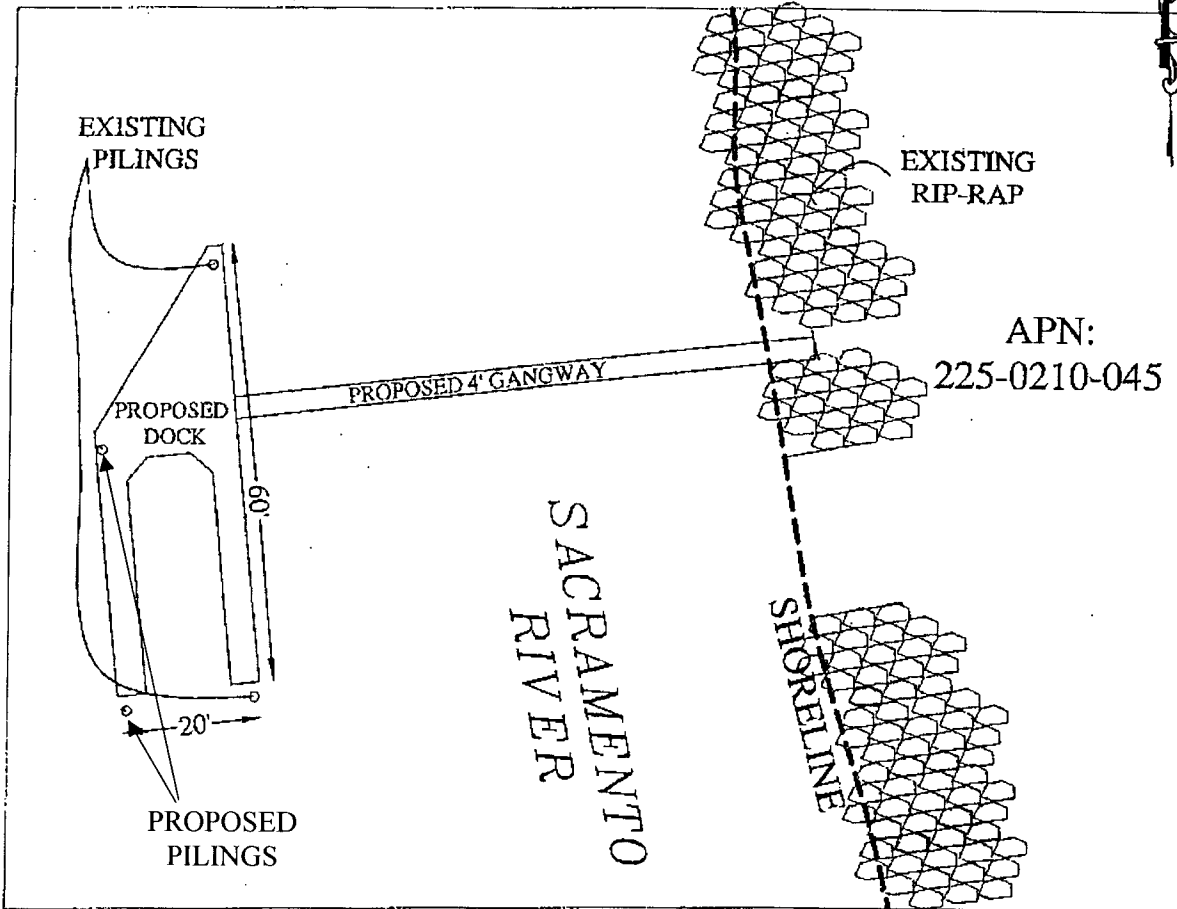 EXISTING
PILINGS
EXISTING
RIP-RAP
APN:
225-0210-045
PROPOSED 4' GANGWAY
PROPOSED
DOCK
60'
SACRAMENTO
RIVER
SHORELINE
20'
PROPOSED
PILINGS